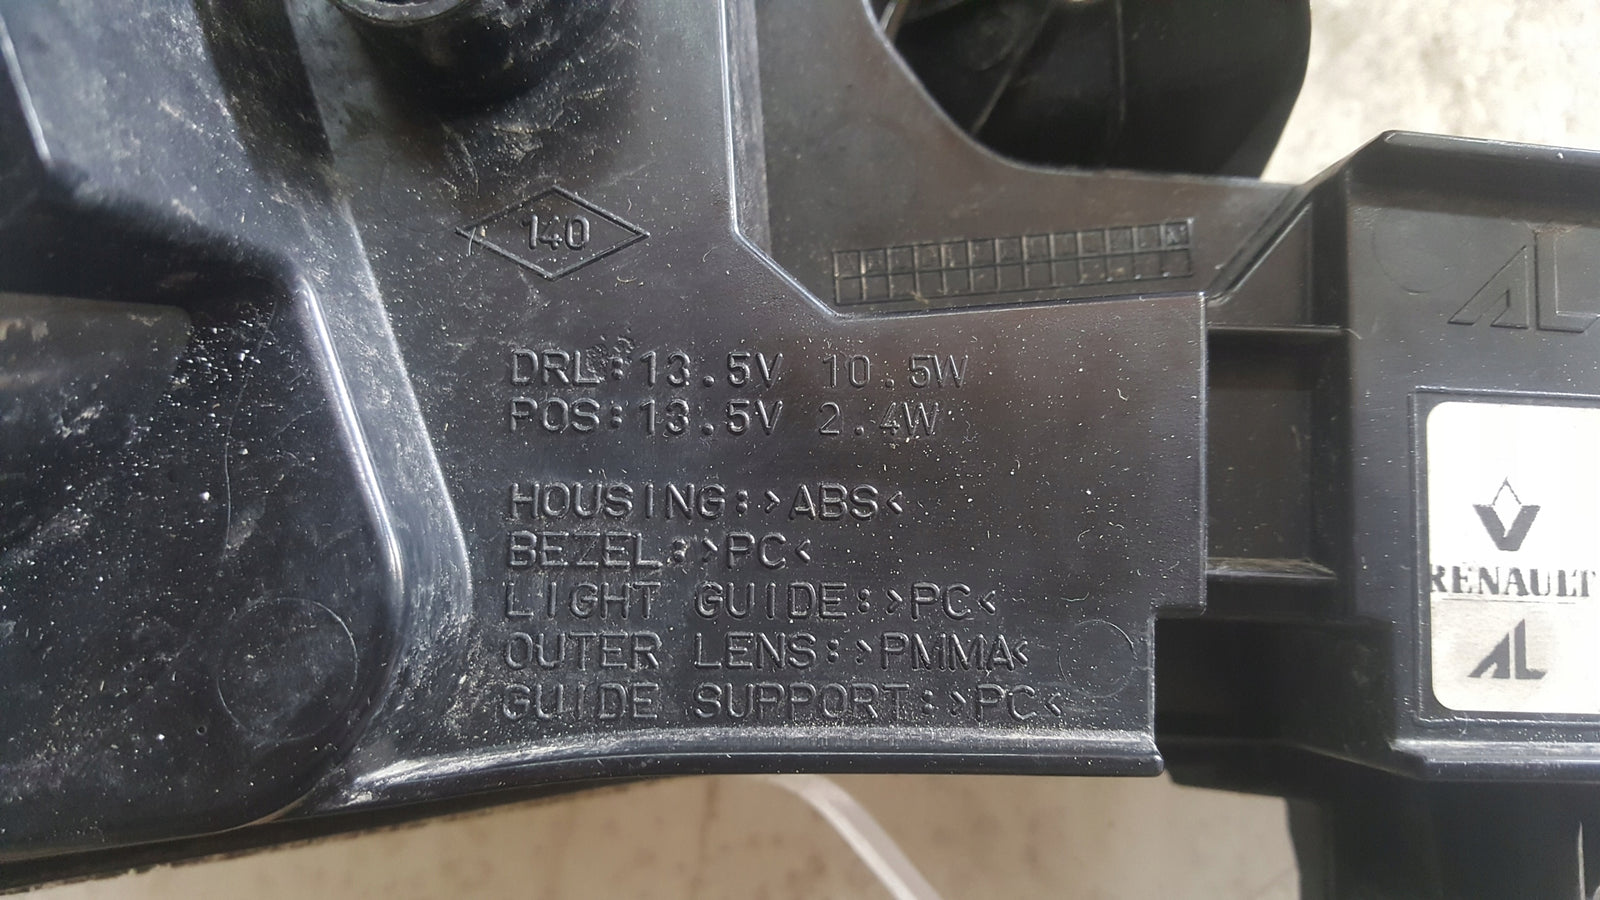 140
AL
DRL:13.5V 10.5W
POS:13.5V 2.4W
HOUSING:>ABS<
BEZEL:>PC<
LIGHT GUIDE:>PC<
OUTER LENS:>PMMA<
GUIDE SUPPORT:>PC<
RENAULT
AL